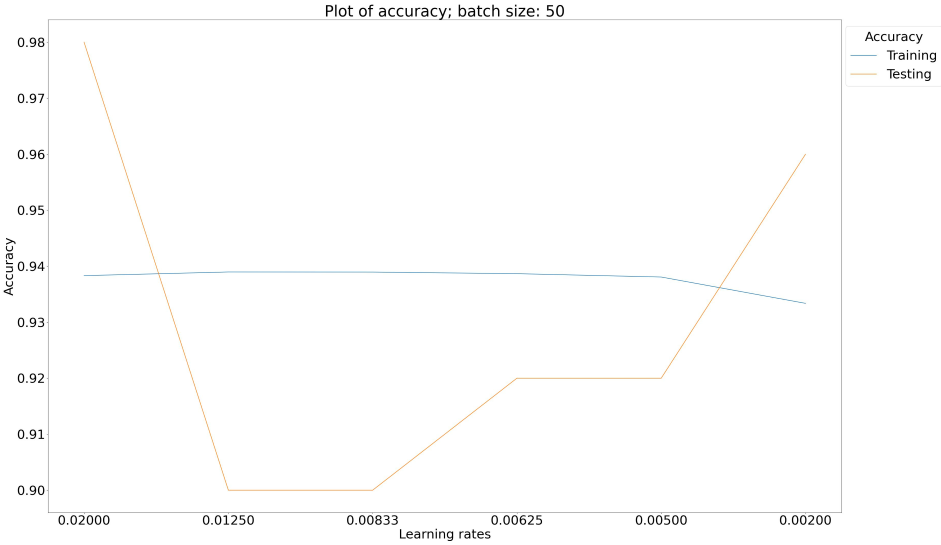 Plot of accuracy; batch size: 50
Accuracy
Training
Testing
0.98
0.97
0.96
0.95
0.94
0.93
0.92
0.91
0.90
Accuracy
0.02000 0.01250 0.00833 0.00625 0.00500 0.00200
Learning rates